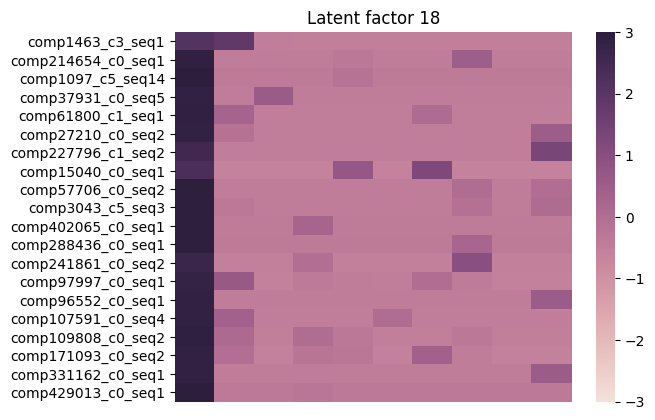 Latent factor 18
comp1463_c3_seq1
comp214654_c0_seq1
comp1097_c5_seq14
comp37931_c0_seq5
comp61800_c1_seq1
comp27210_c0_seq2
comp227796_c1_seq2
comp15040_c0_seq1
comp57706_c0_seq2
comp3043_c5_seq3
comp402065_c0_seq1
comp288436_c0_seq1
comp241861_c0_seq2
comp97997_c0_seq1
comp96552_c0_seq1
comp107591_c0_seq4
comp109808_c0_seq2
comp171093_c0_seq2
comp331162_c0_seq1
comp429013_c0_seq1
3
2
1
0
−1
−2
−3